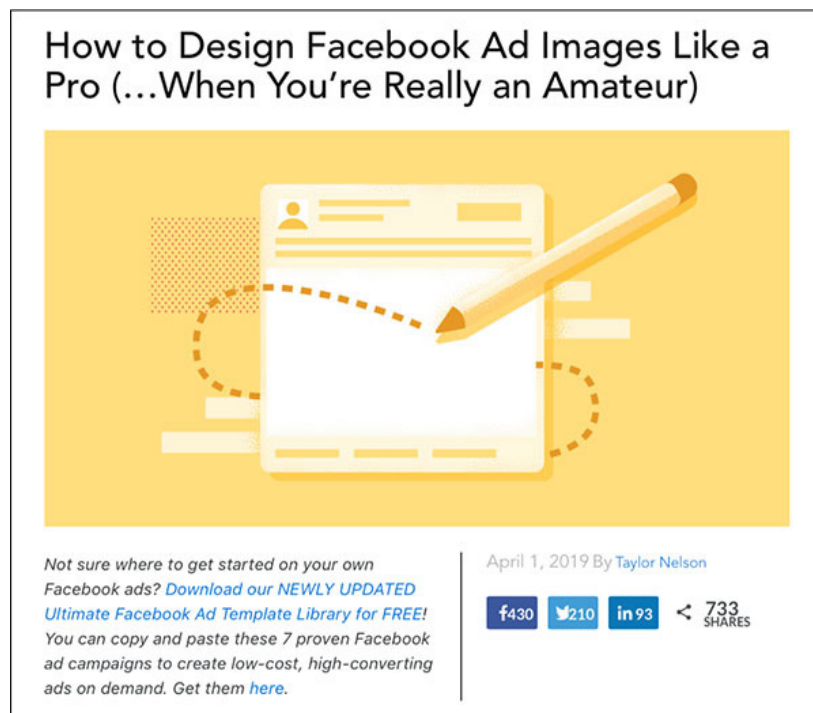 How to Design Facebook Ad Images Like a
Pro (...When You're Really an Amateur)
Not sure where to get started on your own
Facebook ads? Download our NEWLY UPDATED
Ultimate Facebook Ad Template Library for FREE!
You can copy and paste these 7 proven Facebook
ad campaigns to create low-cost, high-converting
ads on demand. Get them here.
April 1, 2019 By Taylor Nelson
f430 210 in 93 733
SHARES